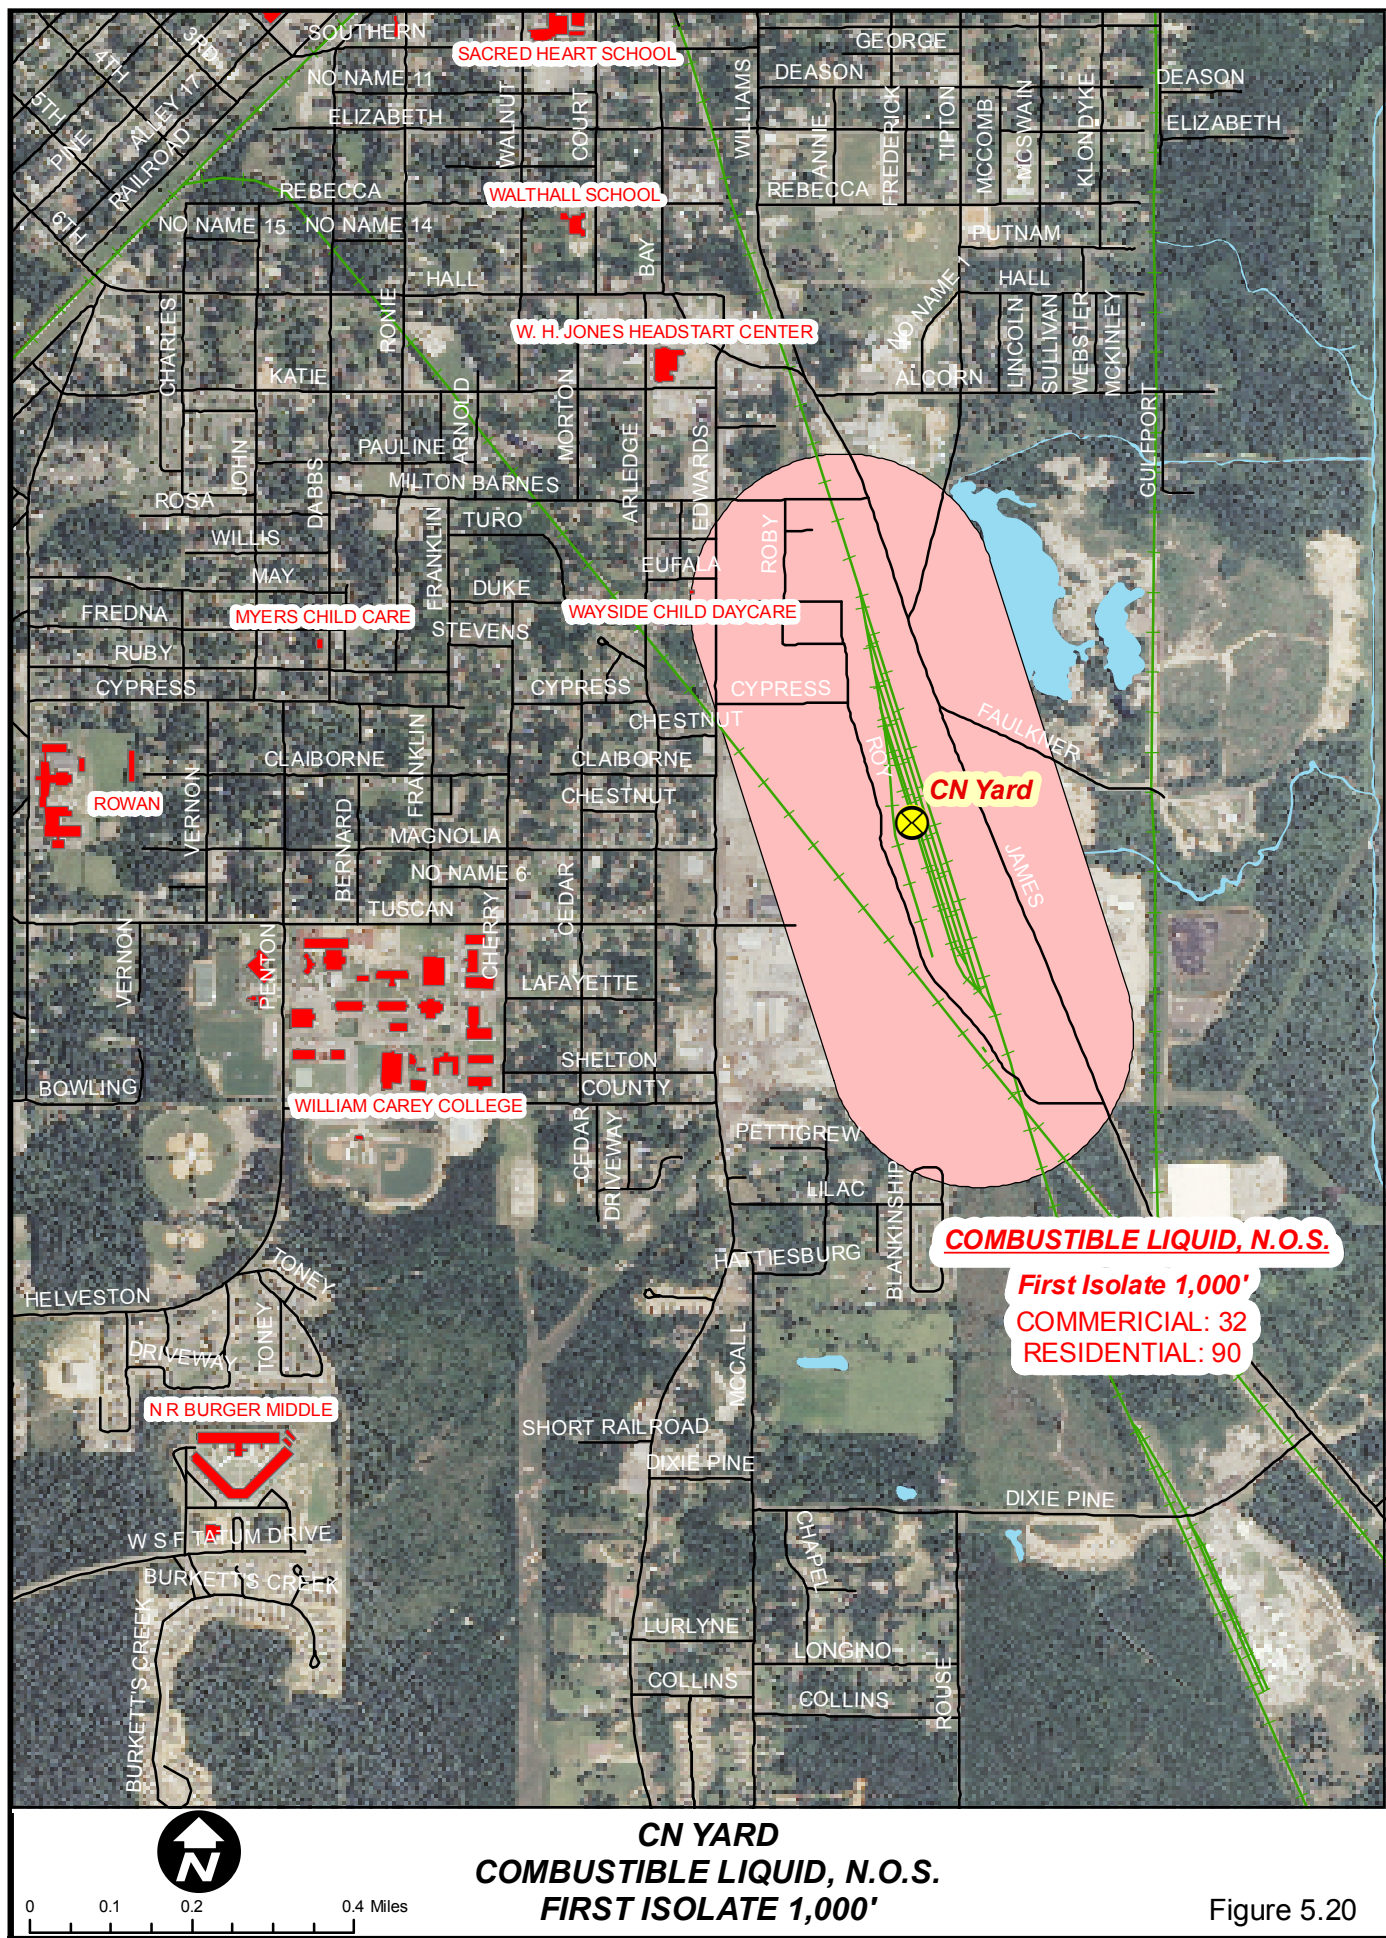 SOUTHERN
3RD
4TH
SACRED HEART SCHOOL
GEORGE
DEASON
DEASON
NO NAME 11
5TH
ALLEY 17
PINE
RAILROAD
ELIZABETH
WALNUT
COURT
WILLIAMS
ANNIE
FREDERICK
TIPTON
MCCOMB
MCSWAIN
KLONDYKE
ELIZABETH
REBECCA
WALTHALL SCHOOL
REBECCA
6TH
NO NAME 15
NO NAME 14
BAY
PUTNAM
HALL
HALL
NO NAME 1
CHARLES
RONIE
W. H. JONES HEADSTART CENTER
LINCOLN
SULLIVAN
WEBSTER
MCKINLEY
KATIE
ALCORN
ARNOLD
MORTON
GULFPORT
PAULINE
JOHN
DABBS
MILTON BARNES
ARLEDGE
EDWARDS
ROSA
TURO
ROBY
WILLIS
FRANKLIN
EUFALA
MAY
DUKE
FREDNA
MYERS CHILD CARE
WAYSIDE CHILD DAYCARE
STEVENS
RUBY
CYPRESS
CYPRESS
CYPRESS
CHESTNUT
FAULKNER
FRANKLIN
ROY
CLAIBORNE
CLAIBORNE
CN Yard
ROWAN
VERNON
BERNARD
CHESTNUT
MAGNOLIA
JAMES
NO NAME 6
TUSCAN
CHERRY
CEDAR
VERNON
PENTON
LAFAYETTE
SHELTON
BOWLING
COUNTY
WILLIAM CAREY COLLEGE
CEDAR
DRIVEWAY
PETTIGREW
LILAC
BLANKINSHIP
COMBUSTIBLE LIQUID, N.O.S.
HATTIESBURG
TONEY
First Isolate 1,000'
HELVESTON
COMMERICIAL: 32
TONEY
DRIVEWAY
MCCALL
RESIDENTIAL: 90
N R BURGER MIDDLE
SHORT RAILROAD
DIXIE PINE
DIXIE PINE
W S F TATUM DRIVE
CHAPEL
BURKETT'S CREEK
BURKETT'S CREEK
LURLYNE
LONGINO
COLLINS
COLLINS
ROUSE
N
CN YARD
COMBUSTIBLE LIQUID, N.O.S.
FIRST ISOLATE 1,000'
0 0.1 0.2 0.4 Miles
Figure 5.20